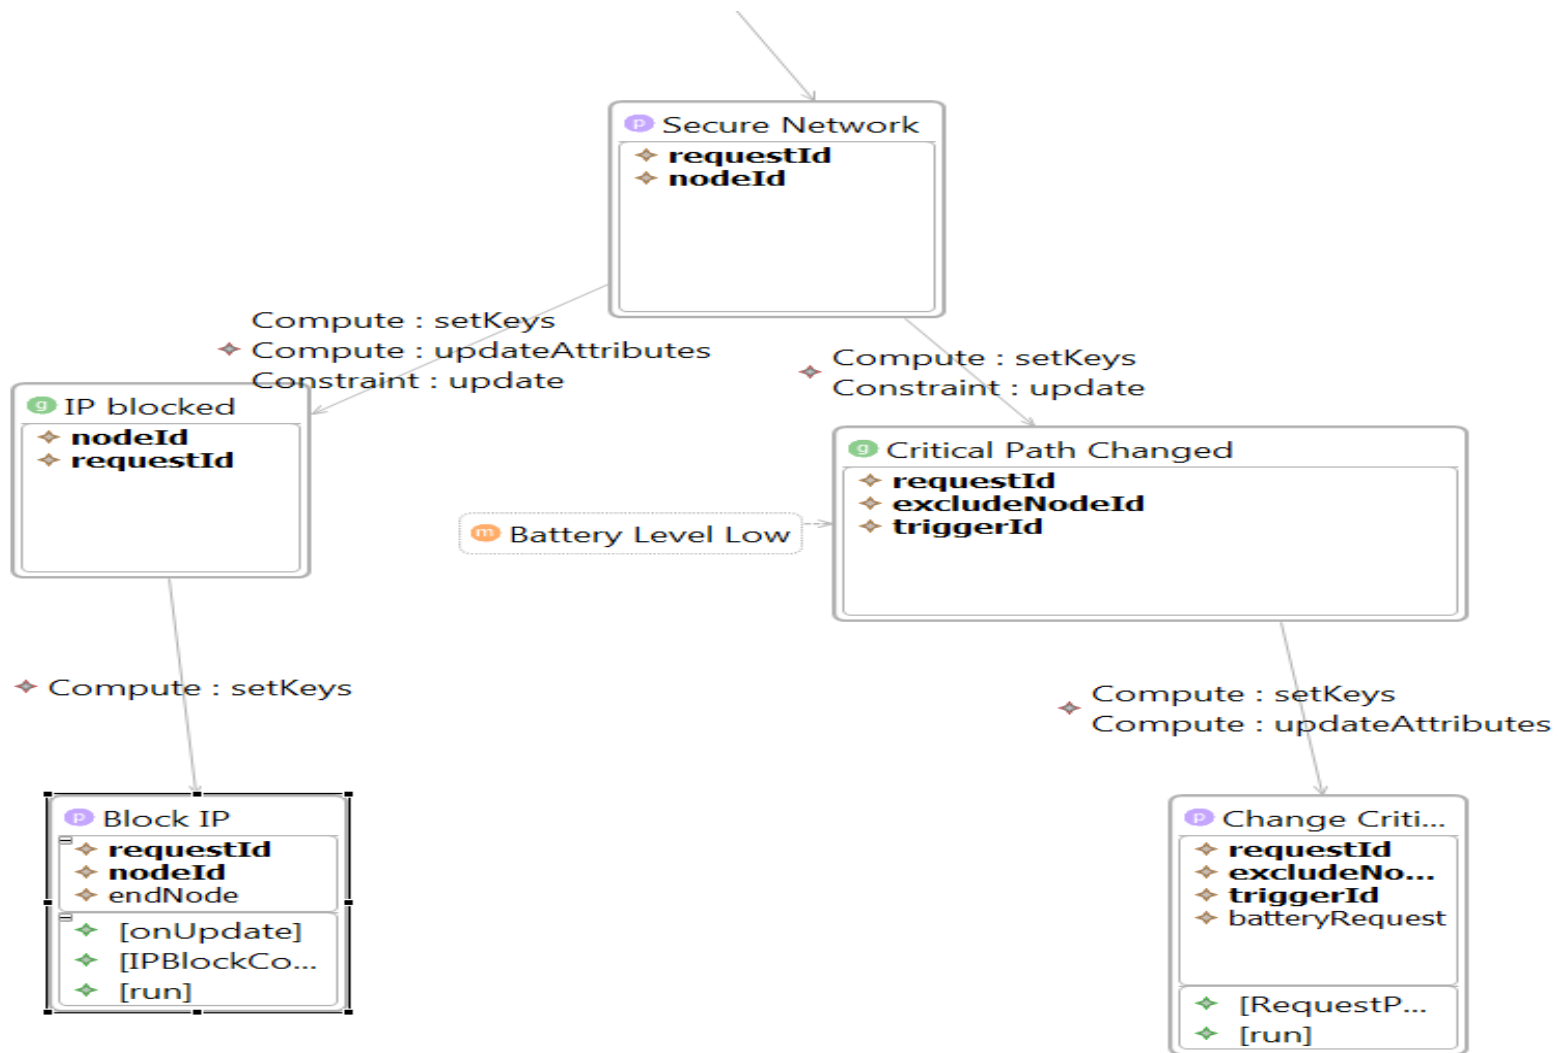 p Secure Network
requestId
nodeId
Compute : setKeys
Compute : updateAttributes
Constraint : update
Compute : setKeys
Constraint : update
g IP blocked
nodeId
requestId
g Critical Path Changed
requestId
excludeNodeId
triggerId
m Battery Level Low
Compute : setKeys
Compute : setKeys
Compute : updateAttributes
p Block IP
requestId
nodeId
endNode
[onUpdate]
[IPBlockCo...
[run]
p Change Criti...
requestId
excludeNo...
triggerId
batteryRequest
[RequestP...
[run]